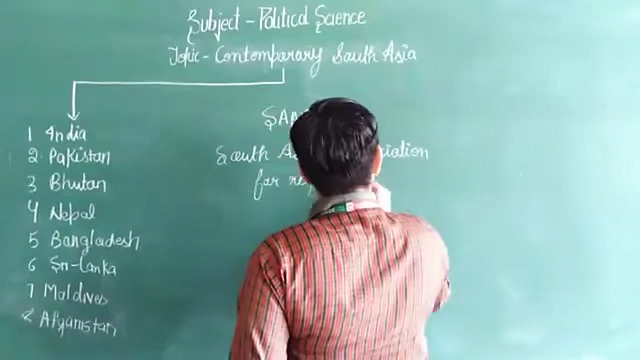 Subject - Political Science
Topic - Contemporary South Asia
1 India
2 Pakistan
3 Bhutan
4 Nepal
5 Bangladesh
6 Sri-Lanka
7 Maldives
8 Afganistan
SAA
South As ciation
for re